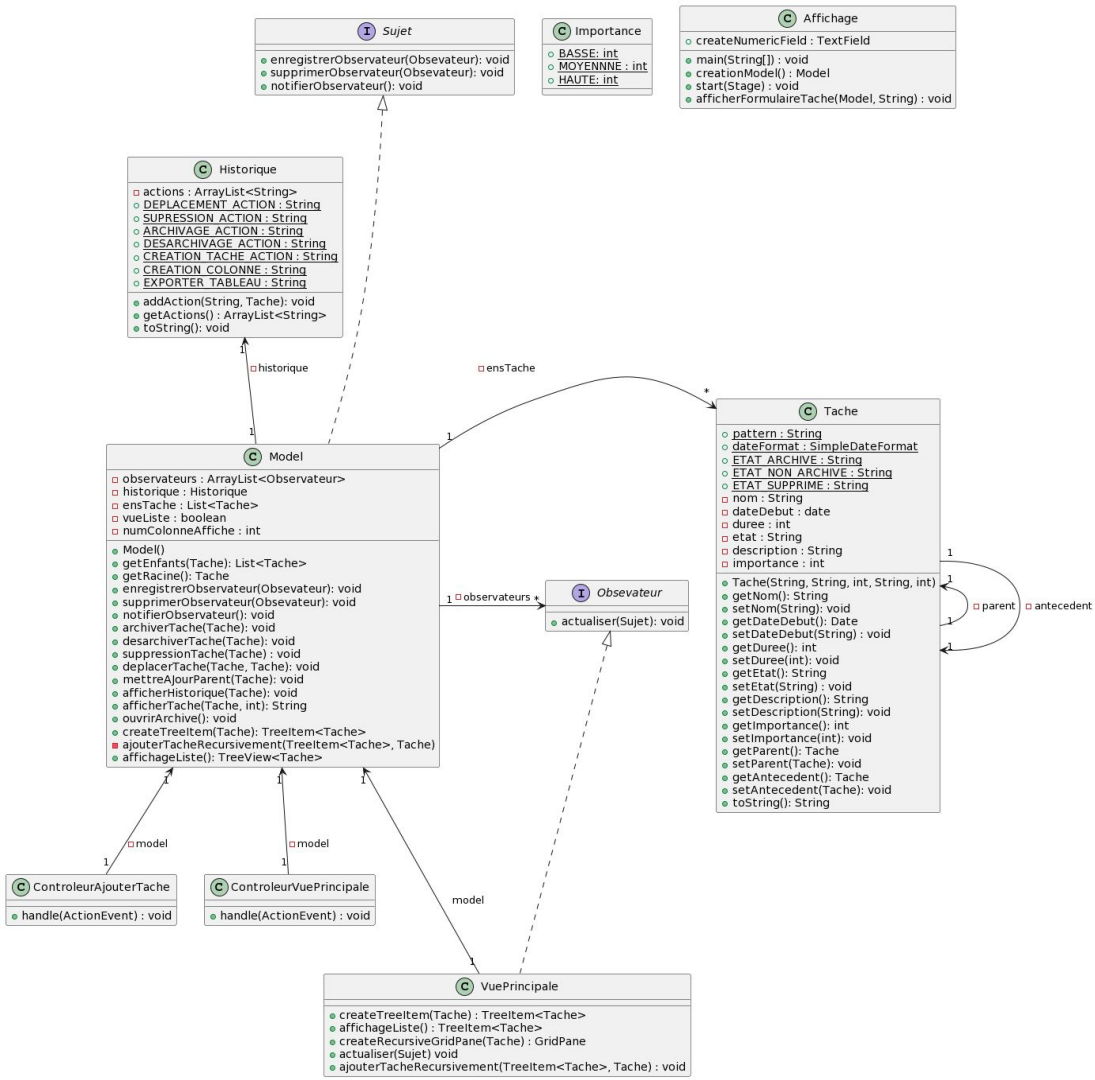 I Sujet
enregistrerObservateur(Obsevateur): void
supprimerObservateur(Obsevateur): void
notifierObservateur(): void
C Importance
BASSE: int
MOYENNNE : int
HAUTE: int
C Affichage
createNumericField : TextField
main(String[]) : void
creationModel() : Model
start(Stage) : void
afficherFormulaireTache(Model, String) : void
C Historique
actions : ArrayList<String>
DEPLACEMENT_ACTION : String
SUPRESSION_ACTION : String
ARCHIVAGE_ACTION : String
DESARCHIVAGE_ACTION : String
CREATION_TACHE_ACTION : String
CREATION_COLONNE : String
EXPORTER_TABLEAU : String
addAction(String, Tache): void
getActions() : ArrayList<String>
toString(): void
1
historique
1
ensTache
1
*
C Model
observateurs : ArrayList<Observateur>
historique : Historique
ensTache : List<Tache>
vueListe : boolean
numColonneAffiche : int
Model()
getEnfants(Tache): List<Tache>
getRacine(): Tache
enregistrerObservateur(Obsevateur): void
supprimerObservateur(Obsevateur): void
notifierObservateur(): void
archiverTache(Tache): void
desarchiverTache(Tache): void
suppressionTache(Tache) : void
deplacerTache(Tache, Tache): void
mettreAJourParent(Tache): void
afficherHistorique(Tache): void
afficherTache(Tache, int): String
ouvrirArchive(): void
createTreeItem(Tache): TreeItem<Tache>
ajouterTacheRecursivement(TreeItem<Tache>, Tache)
affichageListe(): TreeView<Tache>
1
observateurs
*
I Obsevateur
actualiser(Sujet): void
C Tache
pattern : String
dateFormat : SimpleDateFormat
ETAT_ARCHIVE : String
ETAT_NON_ARCHIVE : String
ETAT_SUPPRIME : String
nom : String
dateDebut : date
duree : int
etat : String
description : String
importance : int
Tache(String, String, int, String, int)
getNom(): String
setNom(String): void
getDateDebut(): Date
setDateDebut(String) : void
getDuree(): int
setDuree(int): void
getEtat(): String
setEtat(String) : void
getDescription(): String
setDescription(String): void
getImportance(): int
setImportance(int): void
getParent(): Tache
setParent(Tache): void
getAntecedent(): Tache
setAntecedent(Tache): void
toString(): String
1
1
parent
antecedent
1
1
1
1
1
model
model
model
1
1
1
C ControleurAjouterTache
handle(ActionEvent) : void
C ControleurVuePrincipale
handle(ActionEvent) : void
C VuePrincipale
createTreeItem(Tache) : TreeItem<Tache>
affichageListe() : TreeItem<Tache>
createRecursiveGridPane(Tache) : GridPane
actualiser(Sujet) void
ajouterTacheRecursivement(TreeItem<Tache>, Tache) : void